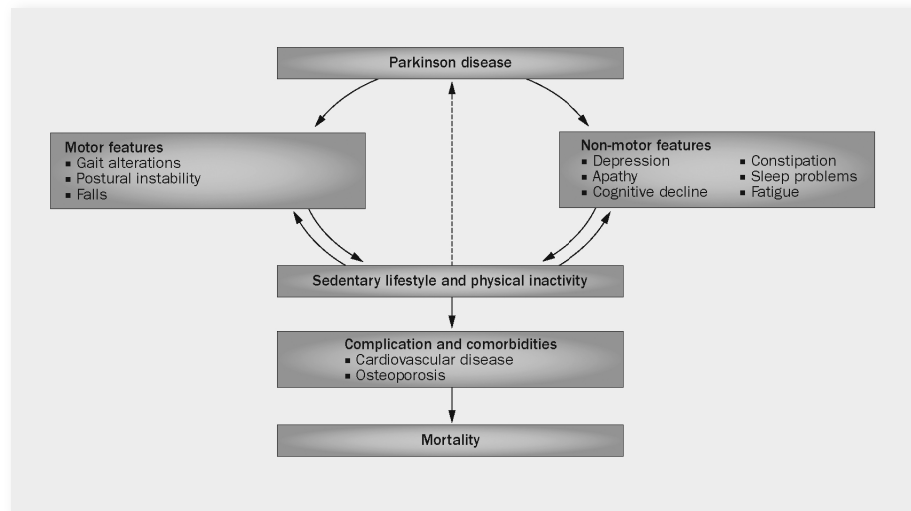 Parkinson disease
Motor features
▪ Gait alterations
▪ Postural instability
▪ Falls
Non-motor features
▪ Depression
▪ Apathy
▪ Cognitive decline
▪ Constipation
▪ Sleep problems
▪ Fatigue
Sedentary lifestyle and physical inactivity
Complication and comorbidities
▪ Cardiovascular disease
▪ Osteoporosis
Mortality